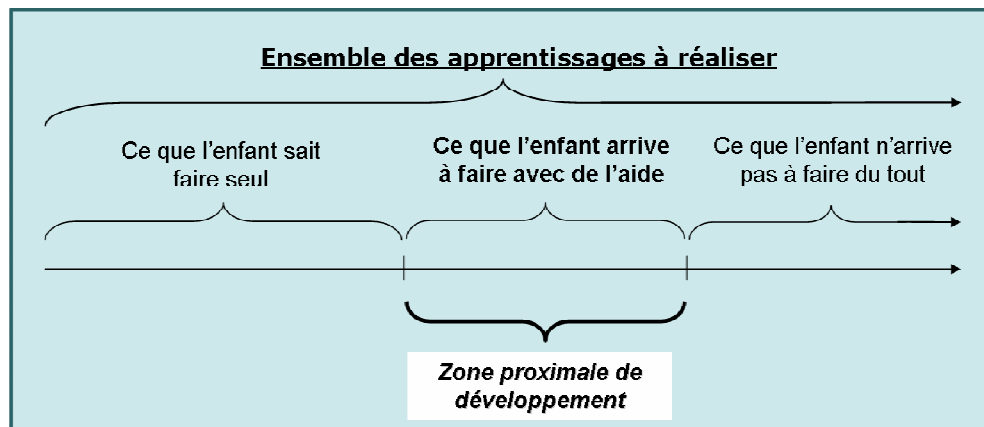 Ensemble des apprentissages à réaliser
Ce que l'enfant sait
faire seul
Ce que l'enfant arrive
à faire avec de l'aide
Ce que l'enfant n'arrive
pas à faire du tout
Zone proximale de
développement